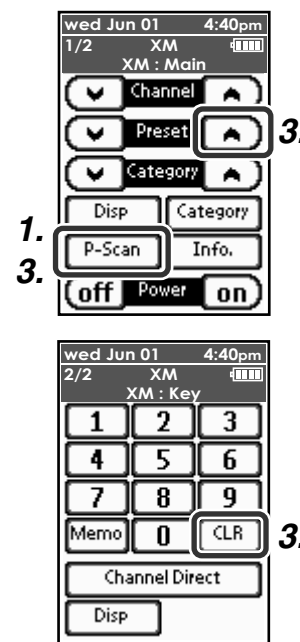 wed Jun 01 4:40pm
1/2 XM
XM : Main
Channel
Preset
3.
Category
Disp Category
1.
P-Scan Info.
3.
off Power on
wed Jun 01 4:40pm
2/2 XM
XM : Key
1 2 3
4 5 6
7 8 9
Memo 0 CLR
3.
Channel Direct
Disp